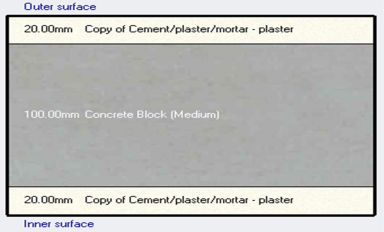 Outer surface
20.00mm Copy of Cement/plaster/mortar - plaster
100.00mm Concrete Block (Medium)
20.00mm Copy of Cement/plaster/mortar - plaster
Inner surface